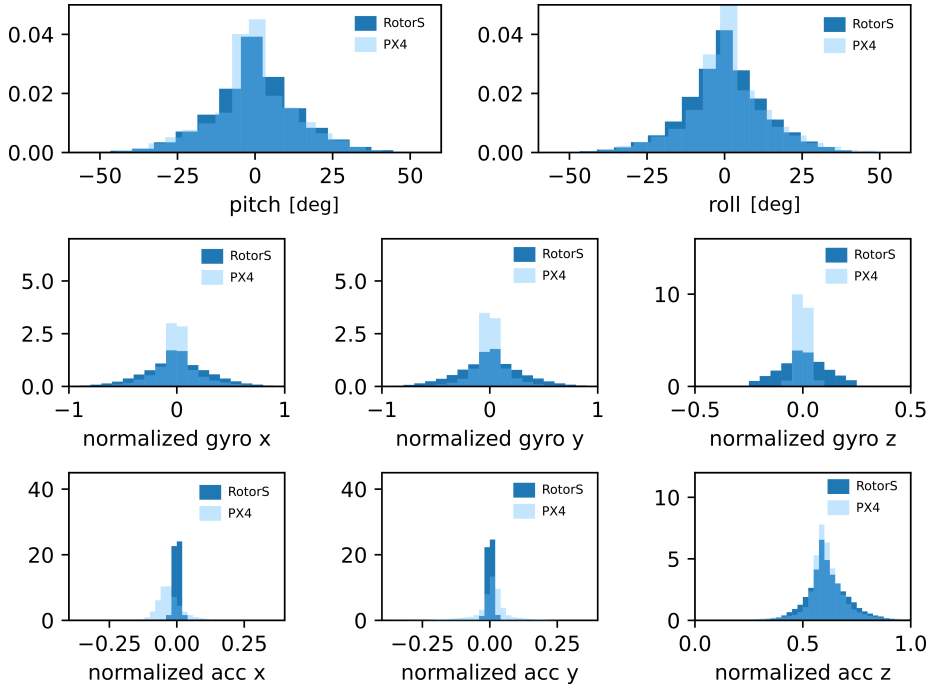 0.04
0.02
0.00
RotorS
PX4
−50 −25 0 25 50
pitch [deg]
0.04
0.02
0.00
RotorS
PX4
−50 −25 0 25 50
roll [deg]
5.0
2.5
0.0
RotorS
PX4
−1 0 1
normalized gyro x
5.0
2.5
0.0
RotorS
PX4
−1 0 1
normalized gyro y
10
0
RotorS
PX4
−0.5 0.0 0.5
normalized gyro z
40
20
0
RotorS
PX4
−0.25 0.00 0.25
normalized acc x
40
20
0
RotorS
PX4
−0.25 0.00 0.25
normalized acc y
10
5
0
RotorS
PX4
0.0 0.5 1.0
normalized acc z